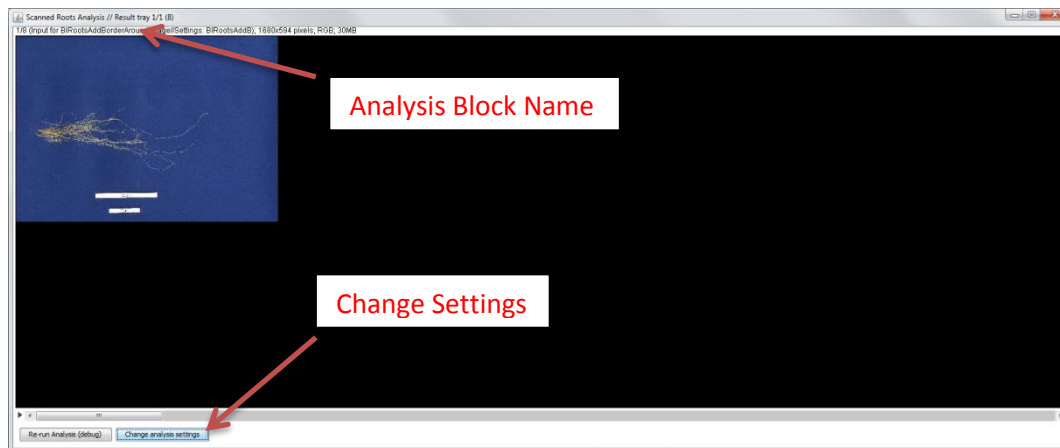 Scanned Roots Analysis // Result tray 1/1 (8)
1/8 (Input for BlRootsAddBorderAroundImage//Settings: BlRootsAddB); 1680x594 pixels; RGB; 30MB
Analysis Block Name
Change Settings
Re-run Analysis (debug) Change analysis settings